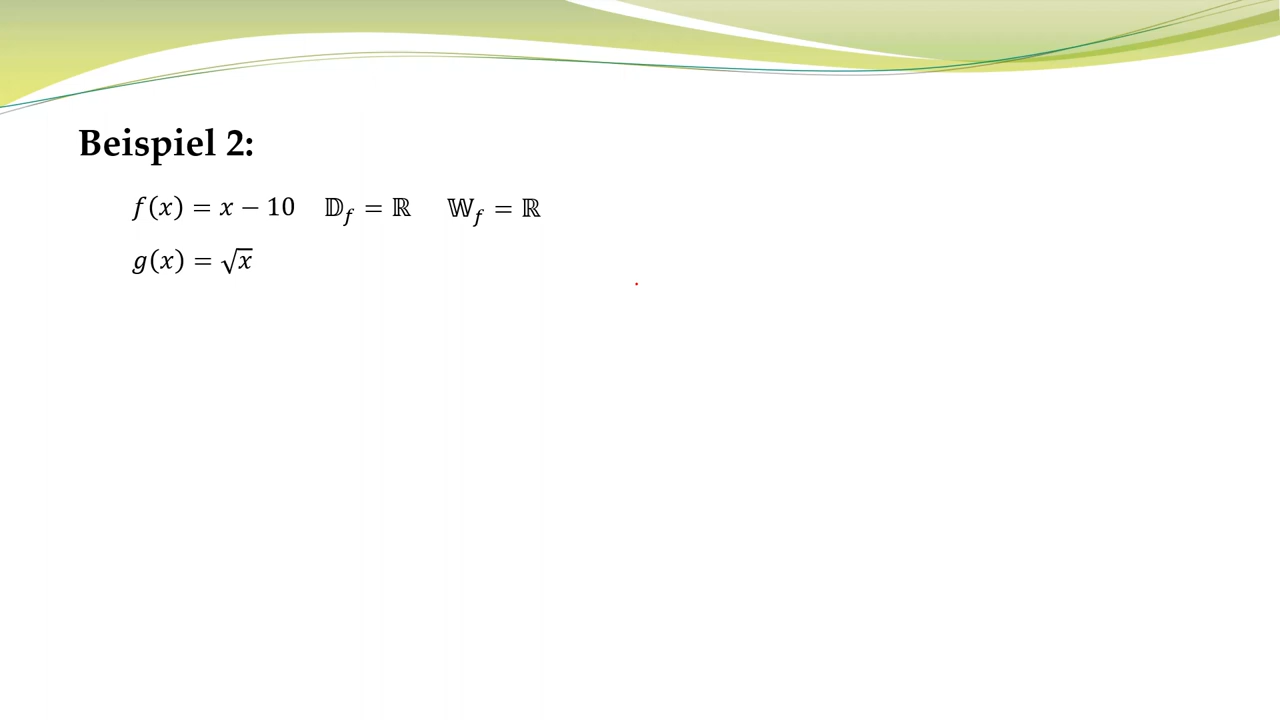 Beispiel 2:
f(x) = x − 10 𝔻_f = ℝ 𝕎_f = ℝ
g(x) = √x